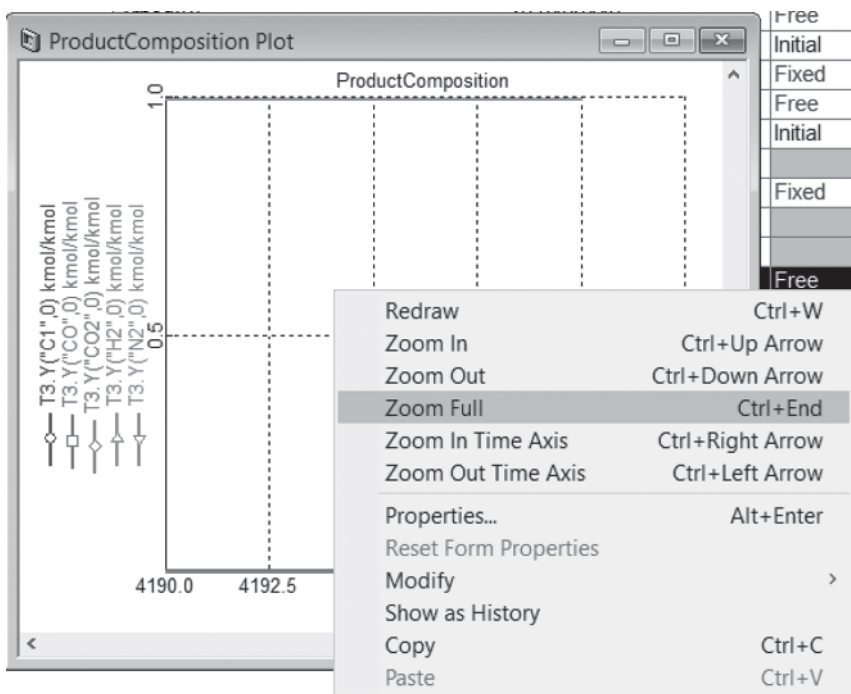 ProductComposition Plot
ProductComposition
1.0
0.5
T3. Y("C1",0) kmol/kmol
T3. Y("CO",0) kmol/kmol
T3. Y("CO2",0) kmol/kmol
T3. Y("H2",0) kmol/kmol
T3. Y("N2",0) kmol/kmol
4190.0 4192.5
Free
Initial
Fixed
Free
Initial
Fixed
Free
Redraw Ctrl+W
Zoom In Ctrl+Up Arrow
Zoom Out Ctrl+Down Arrow
Zoom Full Ctrl+End
Zoom In Time Axis Ctrl+Right Arrow
Zoom Out Time Axis Ctrl+Left Arrow
Properties... Alt+Enter
Reset Form Properties
Modify >
Show as History
Copy Ctrl+C
Paste Ctrl+V